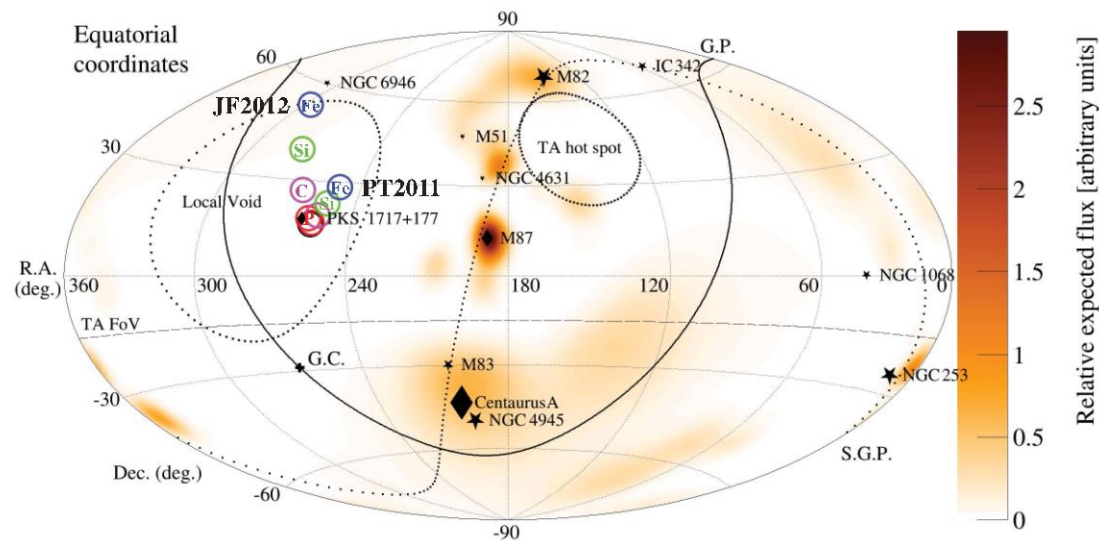 Equatorial
coordinates
90
G.P.
60
NGC 6946
M82
IC 342
JF2012
Fe
30
Si
M51
TA hot spot
C
Fe
PT2011
NGC 4631
Local Void
Si
P
PKS 1717+177
M87
R.A.
(deg.)
360
300
240
180
120
60
0
NGC 1068
TA FoV
G.C.
M83
NGC 253
-30
Centaurus A
NGC 4945
Dec. (deg.)
S.G.P.
-60
-90
2.5
2
1.5
1
0.5
0
Relative expected flux [arbitrary units]